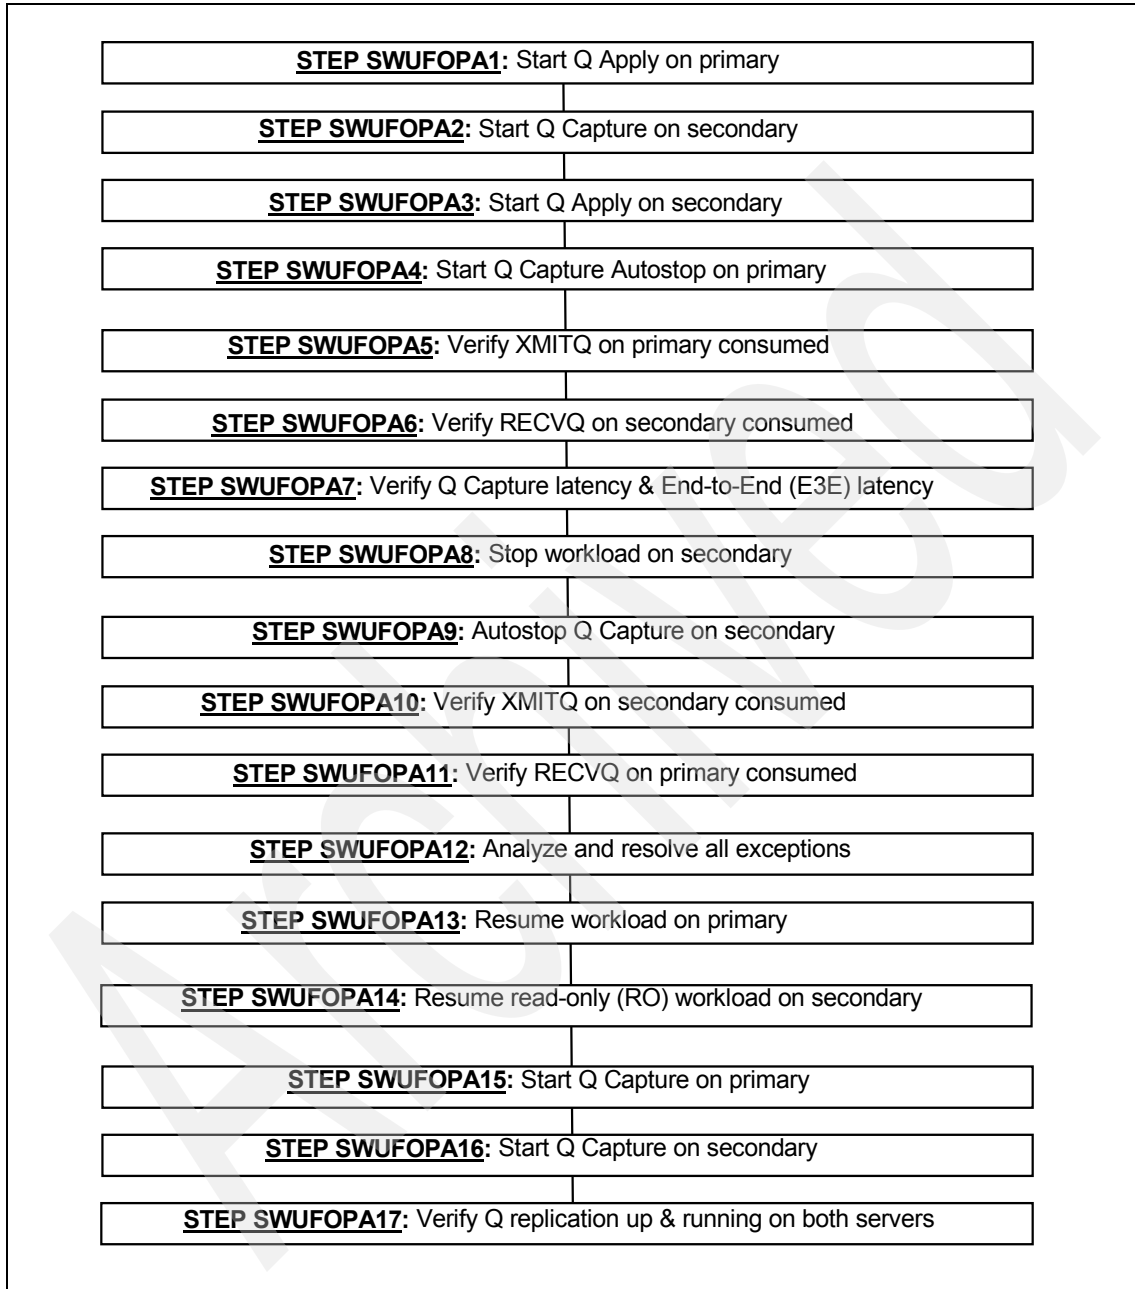 STEP SWUFOPA1: Start Q Apply on primary
STEP SWUFOPA2: Start Q Capture on secondary
STEP SWUFOPA3: Start Q Apply on secondary
STEP SWUFOPA4: Start Q Capture Autostop on primary
STEP SWUFOPA5: Verify XMITQ on primary consumed
STEP SWUFOPA6: Verify RECVQ on secondary consumed
STEP SWUFOPA7: Verify Q Capture latency & End-to-End (E3E) latency
STEP SWUFOPA8: Stop workload on secondary
STEP SWUFOPA9: Autostop Q Capture on secondary
STEP SWUFOPA10: Verify XMITQ on secondary consumed
STEP SWUFOPA11: Verify RECVQ on primary consumed
STEP SWUFOPA12: Analyze and resolve all exceptions
STEP SWUFOPA13: Resume workload on primary
STEP SWUFOPA14: Resume read-only (RO) workload on secondary
STEP SWUFOPA15: Start Q Capture on primary
STEP SWUFOPA16: Start Q Capture on secondary
STEP SWUFOPA17: Verify Q replication up & running on both servers
Archived